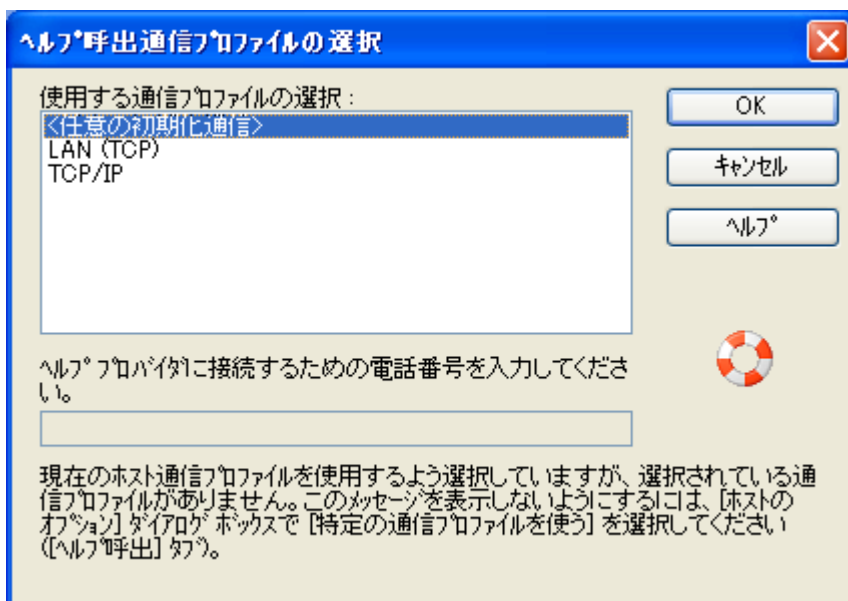 ヘルプ呼出通信プロファイルの選択
使用する通信プロファイルの選択:
<任意の初期化通信>
LAN (TCP)
TCP/IP
OK
キャンセル
ヘルプ
ヘルプ プロバイダに接続するための電話番号を入力してくださ
い。
現在のホスト通信プロファイルを使用するよう選択していますが、選択されている通
信プロファイルがありません。このメッセージを表示しないようにするには、[ホストの
オプション] ダイアログ ボックスで [特定の通信プロファイルを使う] を選択してください
([ヘルプ呼出] タブ)。